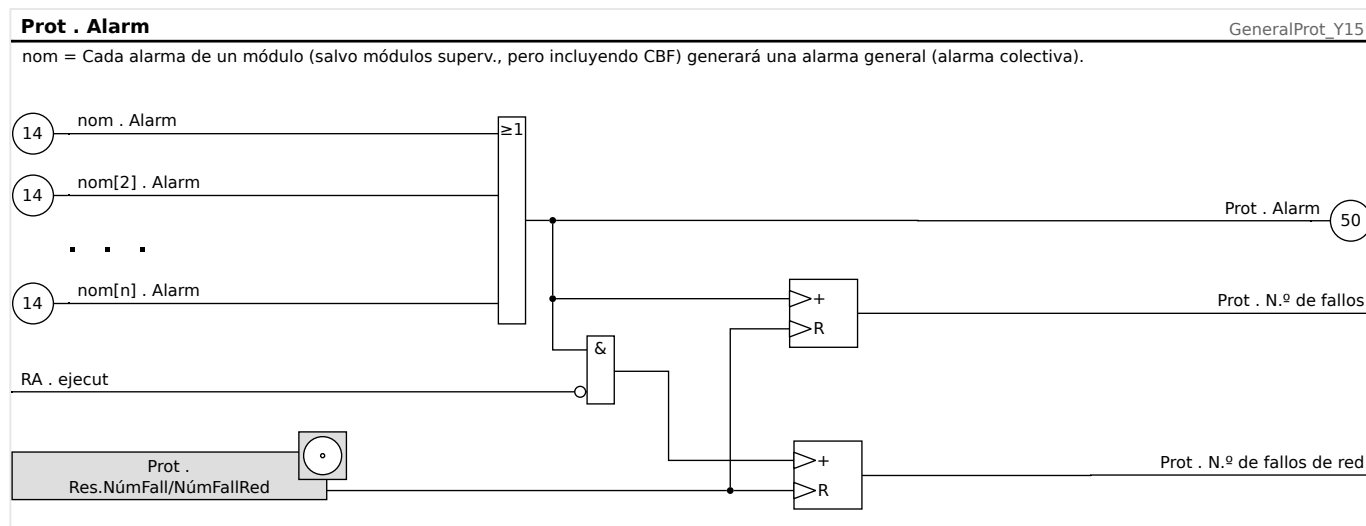 Prot . Alarm
GeneralProt_Y15
nom = Cada alarma de un módulo (salvo módulos superv., pero incluyendo CBF) generará una alarma general (alarma colectiva).
14
nom . Alarm
≥1
14
nom[2] . Alarm
Prot . Alarm
50
. . .
14
nom[n] . Alarm
+
R
Prot . N.º de fallos
&
RA . ejecut
Prot .
Res.NúmFall/NúmFallRed
+
R
Prot . N.º de fallos de red